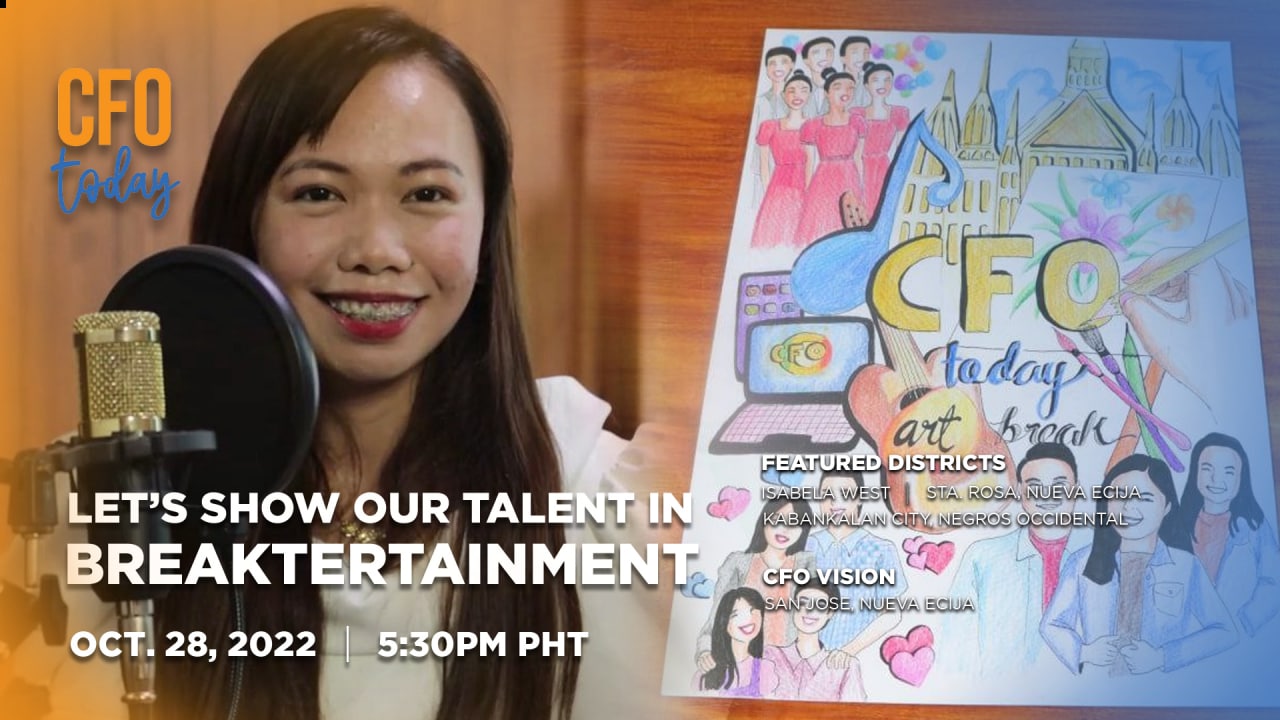 CFO
today
LET'S SHOW OUR TALENT IN
BREAKTERTAINMENT
OCT. 28, 2022 | 5:30PM PHT
CFO
CFO
today
art break
FEATURED DISTRICTS
ISABELA WEST STA. ROSA, NUEVA ECIJA
KABANKALAN CITY, NEGROS OCCIDENTAL
CFO VISION
SAN JOSE, NUEVA ECIJA